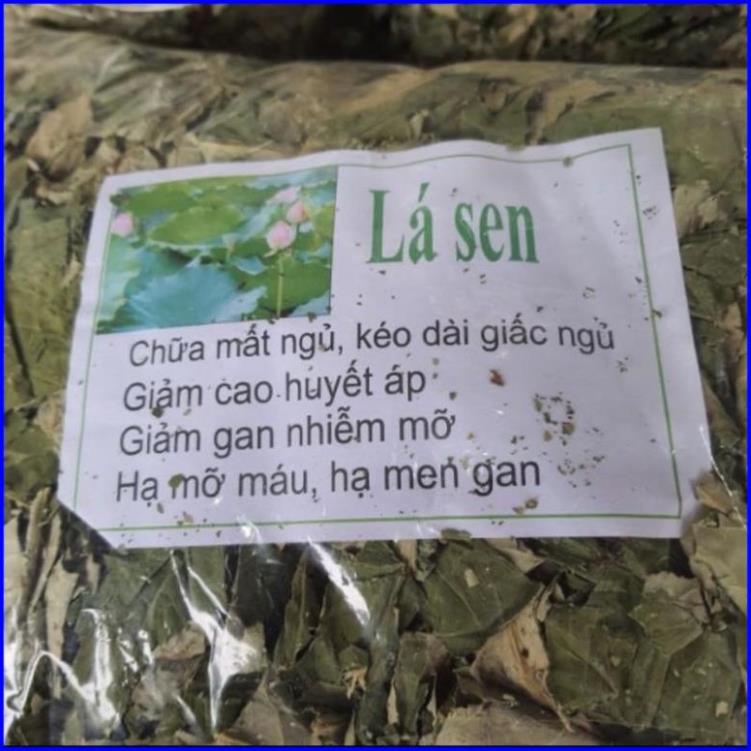 Lá sen
Chữa mất ngủ, kéo dài giấc ngủ
Giảm cao huyết áp
Giảm gan nhiễm mỡ
Hạ mỡ máu, hạ men gan